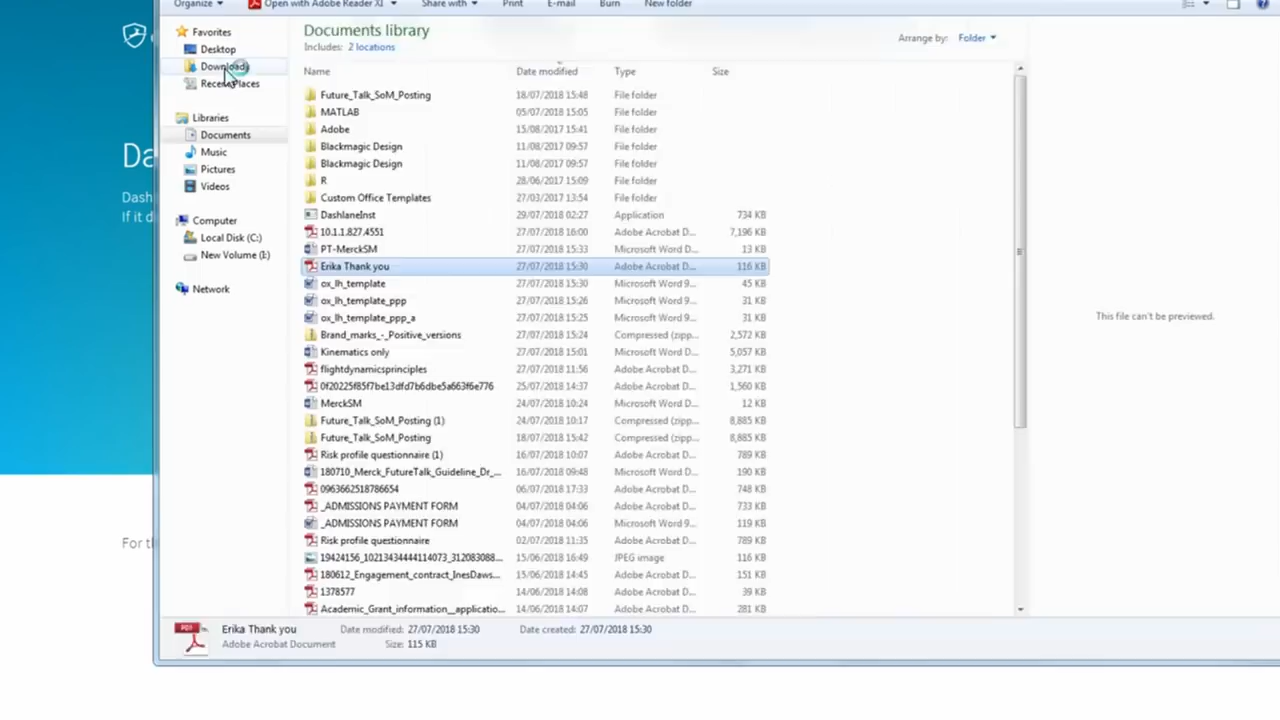 Organize
Open with Adobe Reader XI
Share with
Print
E-mail
Burn
New folder
Favorites
Desktop
Downloads
Recent Places
Libraries
Documents
Music
Pictures
Videos
Computer
Local Disk (C:)
New Volume (I:)
Network
Documents library
Includes: 2 locations
Arrange by: Folder
Name Date modified Type Size
Future_Talk_SoM_Posting 18/07/2018 15:48 File folder
MATLAB 05/07/2018 15:05 File folder
Adobe 15/08/2017 15:41 File folder
Blackmagic Design 11/08/2017 09:57 File folder
Blackmagic Design 11/08/2017 09:57 File folder
R 28/06/2017 15:09 File folder
Custom Office Templates 27/03/2017 13:54 File folder
DashlaneInst 29/07/2018 02:27 Application 734 KB
10.1.1.827.4551 27/07/2018 16:00 Adobe Acrobat D... 7,196 KB
PT-MerckSM 27/07/2018 15:33 Microsoft Word D... 13 KB
Erika Thank you 27/07/2018 15:30 Adobe Acrobat D... 116 KB
ox_lh_template 27/07/2018 15:30 Microsoft Word 9... 45 KB
ox_lh_template_ppp 27/07/2018 15:26 Microsoft Word 9... 31 KB
ox_lh_template_ppp_a 27/07/2018 15:25 Microsoft Word 9... 31 KB
Brand_marks_-_Positive_versions 27/07/2018 15:24 Compressed (zipp... 2,572 KB
Kinematics only 27/07/2018 15:01 Microsoft Word D... 5,057 KB
flightdynamicsprinciples 27/07/2018 11:56 Adobe Acrobat D... 3,271 KB
0f20225f85f7be13dfd7b6dbe5a663f6e776 25/07/2018 14:37 Adobe Acrobat D... 1,560 KB
MerckSM 24/07/2018 10:24 Microsoft Word D... 12 KB
Future_Talk_SoM_Posting (1) 24/07/2018 10:17 Compressed (zipp... 8,885 KB
Future_Talk_SoM_Posting 18/07/2018 15:42 Compressed (zipp... 8,885 KB
Risk profile questionnaire (1) 16/07/2018 10:07 Adobe Acrobat D... 789 KB
180710_Merck_FutureTalk_Guideline_Dr_... 16/07/2018 09:48 Microsoft Word D... 190 KB
0963662518786654 06/07/2018 17:33 Adobe Acrobat D... 748 KB
_ADMISSIONS PAYMENT FORM 04/07/2018 04:06 Adobe Acrobat D... 733 KB
_ADMISSIONS PAYMENT FORM 04/07/2018 04:06 Microsoft Word 9... 119 KB
Risk profile questionnaire 02/07/2018 11:35 Adobe Acrobat D... 789 KB
19424156_10213434444114073_312083088... 15/06/2018 16:49 JPEG image 116 KB
180612_Engagement_contract_InesDaws... 15/06/2018 14:45 Adobe Acrobat D... 151 KB
1378577 14/06/2018 14:08 Adobe Acrobat D... 39 KB
Academic_Grant_information__applicatio... 14/06/2018 14:07 Adobe Acrobat D... 281 KB
This file can't be previewed.
Erika Thank you Date modified: 27/07/2018 15:30 Date created: 27/07/2018 15:30
Adobe Acrobat Document Size: 115 KB
Da
Dash
If it d
For th